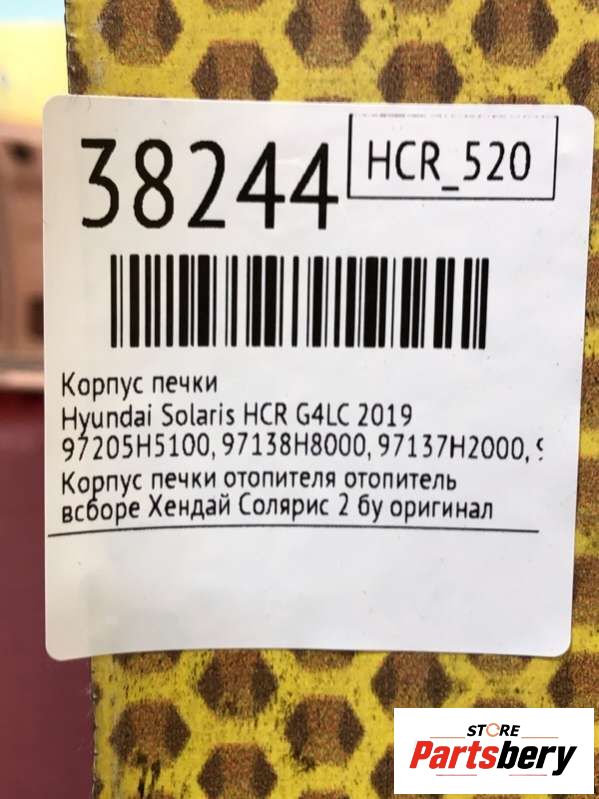 38244
HCR_520
Корпус печки
Hyundai Solaris HCR G4LC 2019
97205H5100, 97138H8000, 97137H2000,
Корпус печки отопителя отопитель
всборе Хендай Солярис 2 бу оригинал
STORE
Partsbery